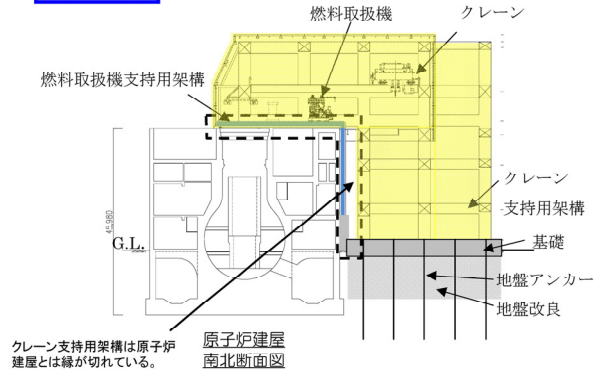 燃料取扱機
クレーン
燃料取扱機支持用架構
クレーン
支持用架構
G.L.
基礎
地盤アンカー
地盤改良
原子炉建屋
南北断面図
クレーン支持用架構は原子炉
建屋とは縁が切れている。